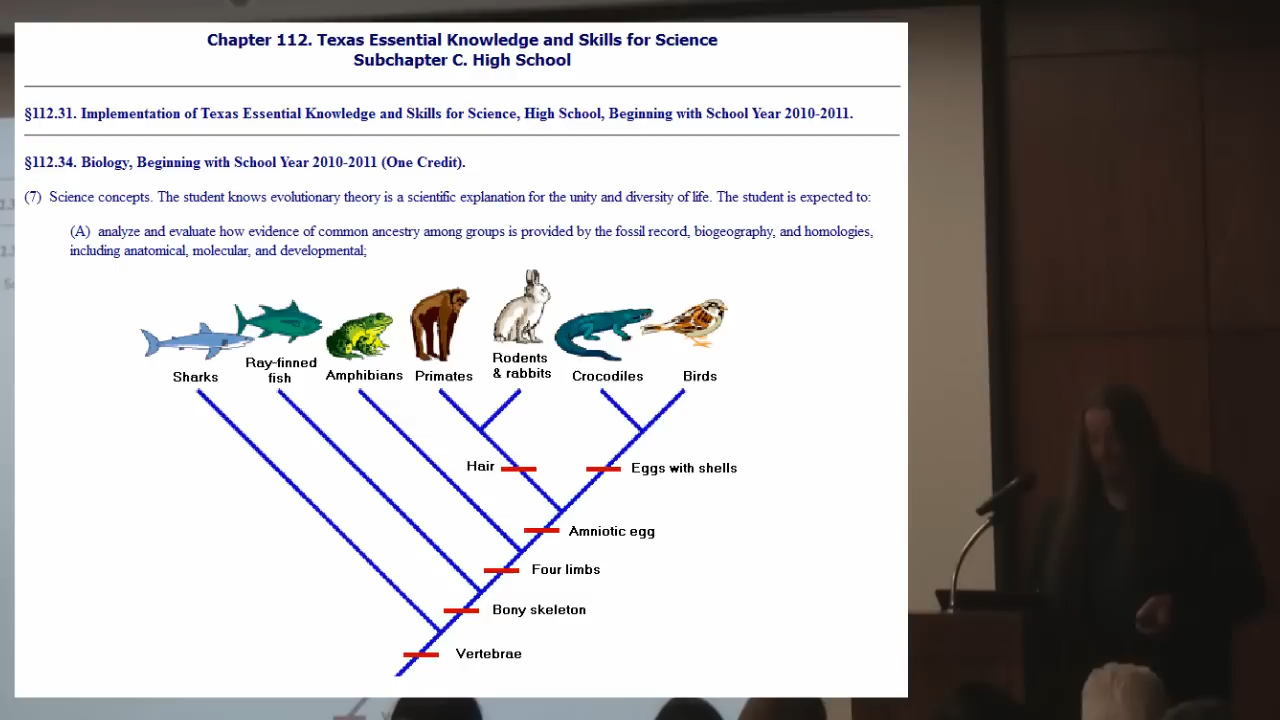 Chapter 112. Texas Essential Knowledge and Skills for Science
Subchapter C. High School
§112.31. Implementation of Texas Essential Knowledge and Skills for Science, High School, Beginning with School Year 2010-2011.
§112.34. Biology, Beginning with School Year 2010-2011 (One Credit).
(7) Science concepts. The student knows evolutionary theory is a scientific explanation for the unity and diversity of life. The student is expected to:
(A) analyze and evaluate how evidence of common ancestry among groups is provided by the fossil record, biogeography, and homologies,
including anatomical, molecular, and developmental;
Sharks
Ray-finned
fish
Amphibians
Primates
Rodents
& rabbits
Crocodiles
Birds
Hair
Eggs with shells
Amniotic egg
Four limbs
Bony skeleton
Vertebrae